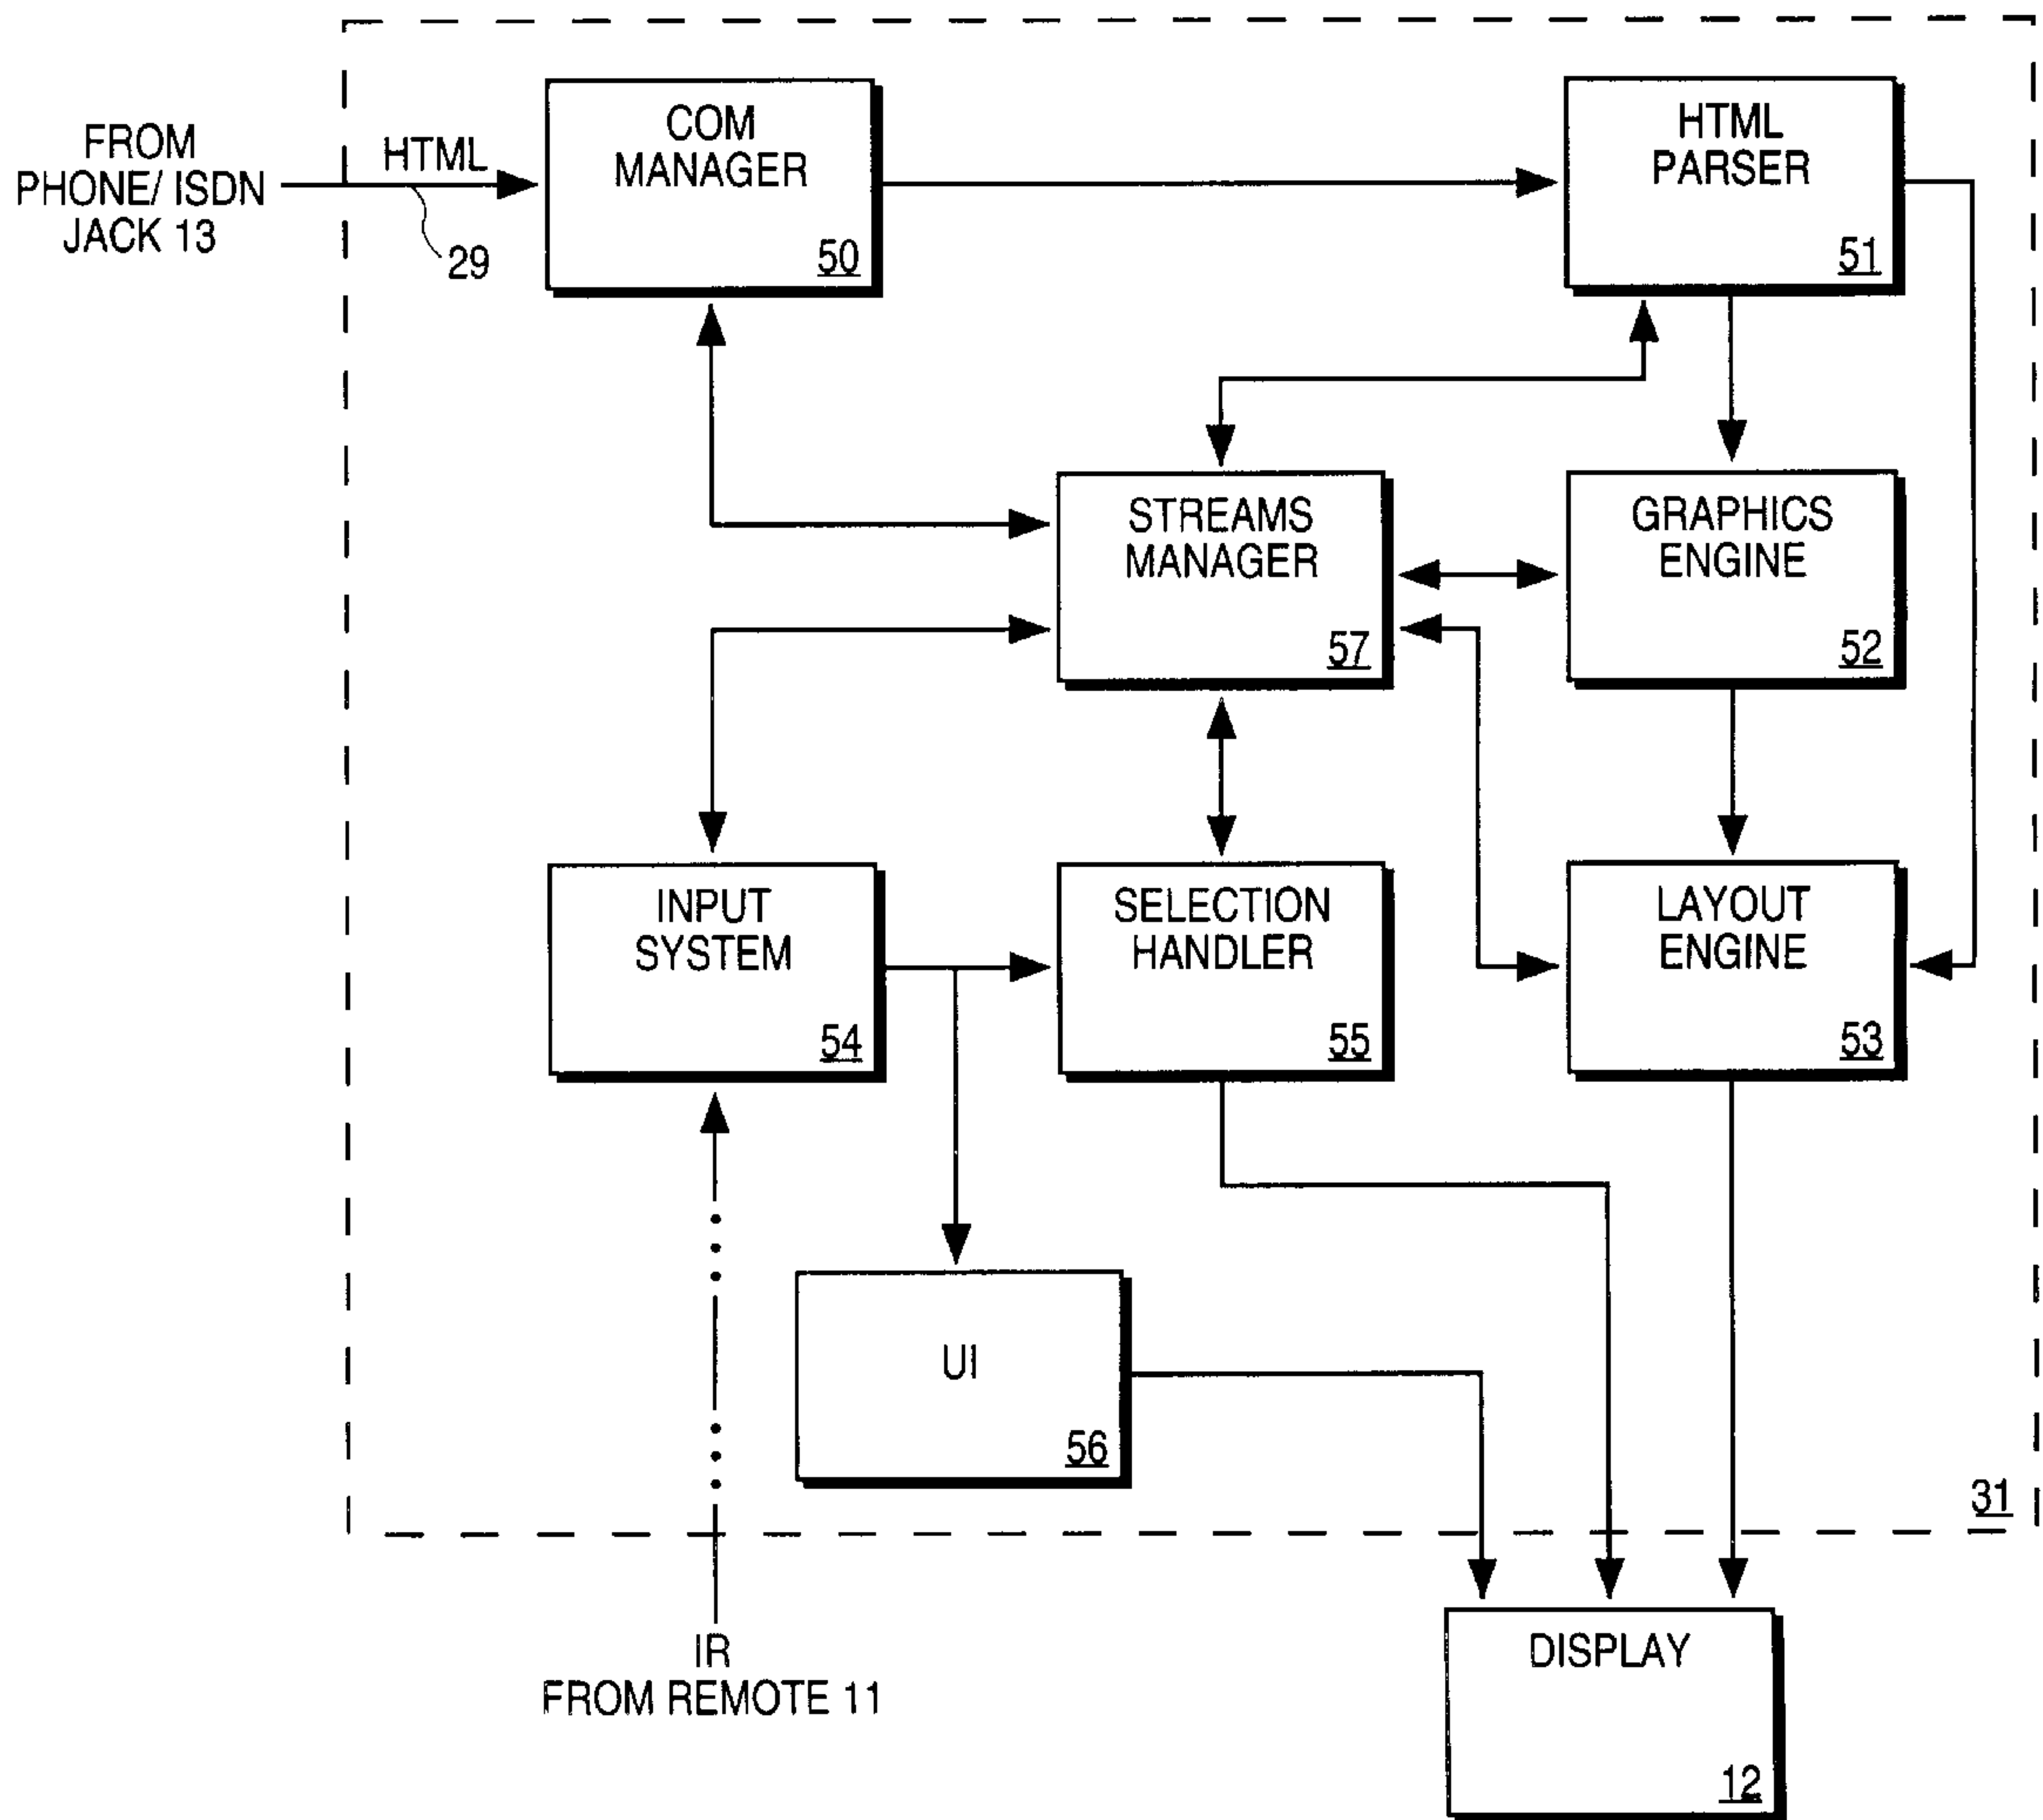 FROM
PHONE/ ISDN
JACK 13
HTML
29
COM
MANAGER
50
HTML
PARSER
51
STREAMS
MANAGER
57
GRAPHICS
ENGINE
52
INPUT
SYSTEM
54
SELECTION
HANDLER
55
LAYOUT
ENGINE
53
UI
56
31
IR
FROM REMOTE 11
DISPLAY
12